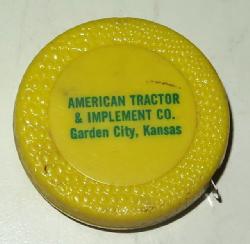 AMERICAN TRACTOR
& IMPLEMENT CO.
Garden City, Kansas